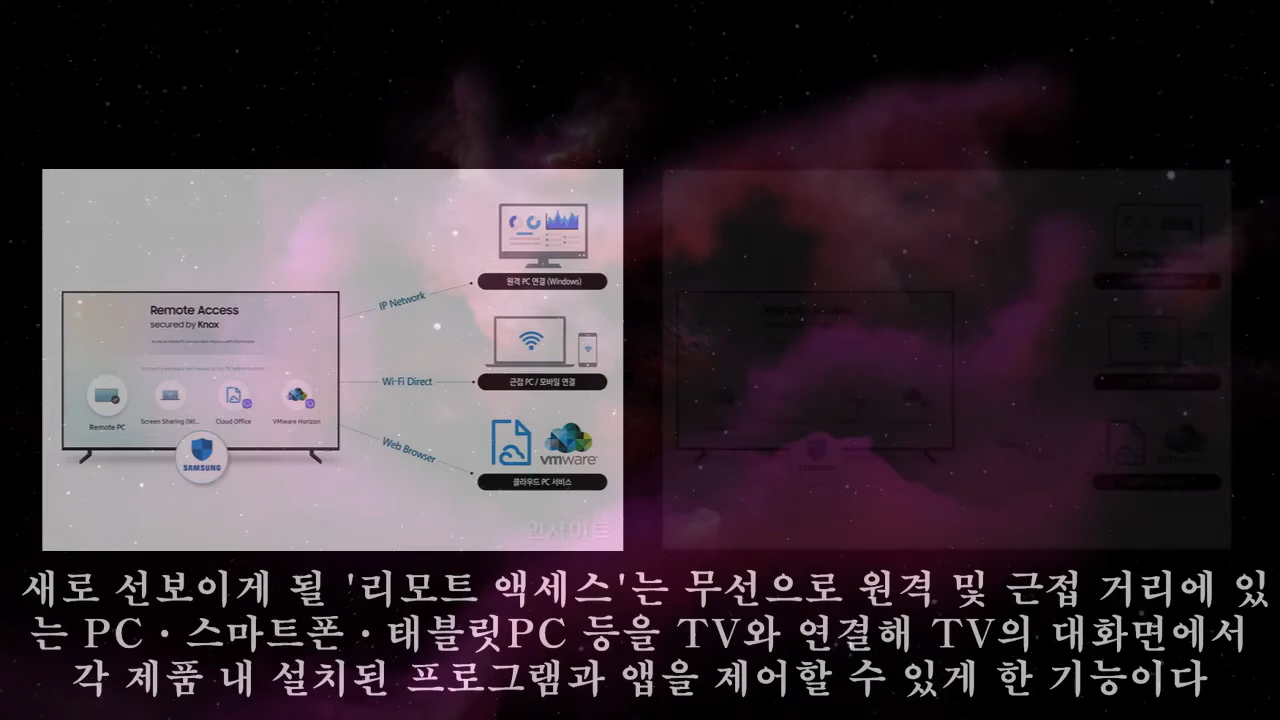 Remote Access
secured by Knox
Remote PC
Screen Sharing (Wi...
Cloud Office
VMware Horizon
SAMSUNG
IP Network
원격 PC 연결 (Windows)
Wi-Fi Direct
근접 PC / 모바일 연결
Web Browser
vmware
클라우드 PC 서비스
인사이트
새로 선보이게 될 '리모트 액세스'는 무선으로 원격 및 근접 거리에 있
는 PC·스마트폰·태블릿PC 등을 TV와 연결해 TV의 대화면에서
각 제품 내 설치된 프로그램과 앱을 제어할 수 있게 한 기능이다